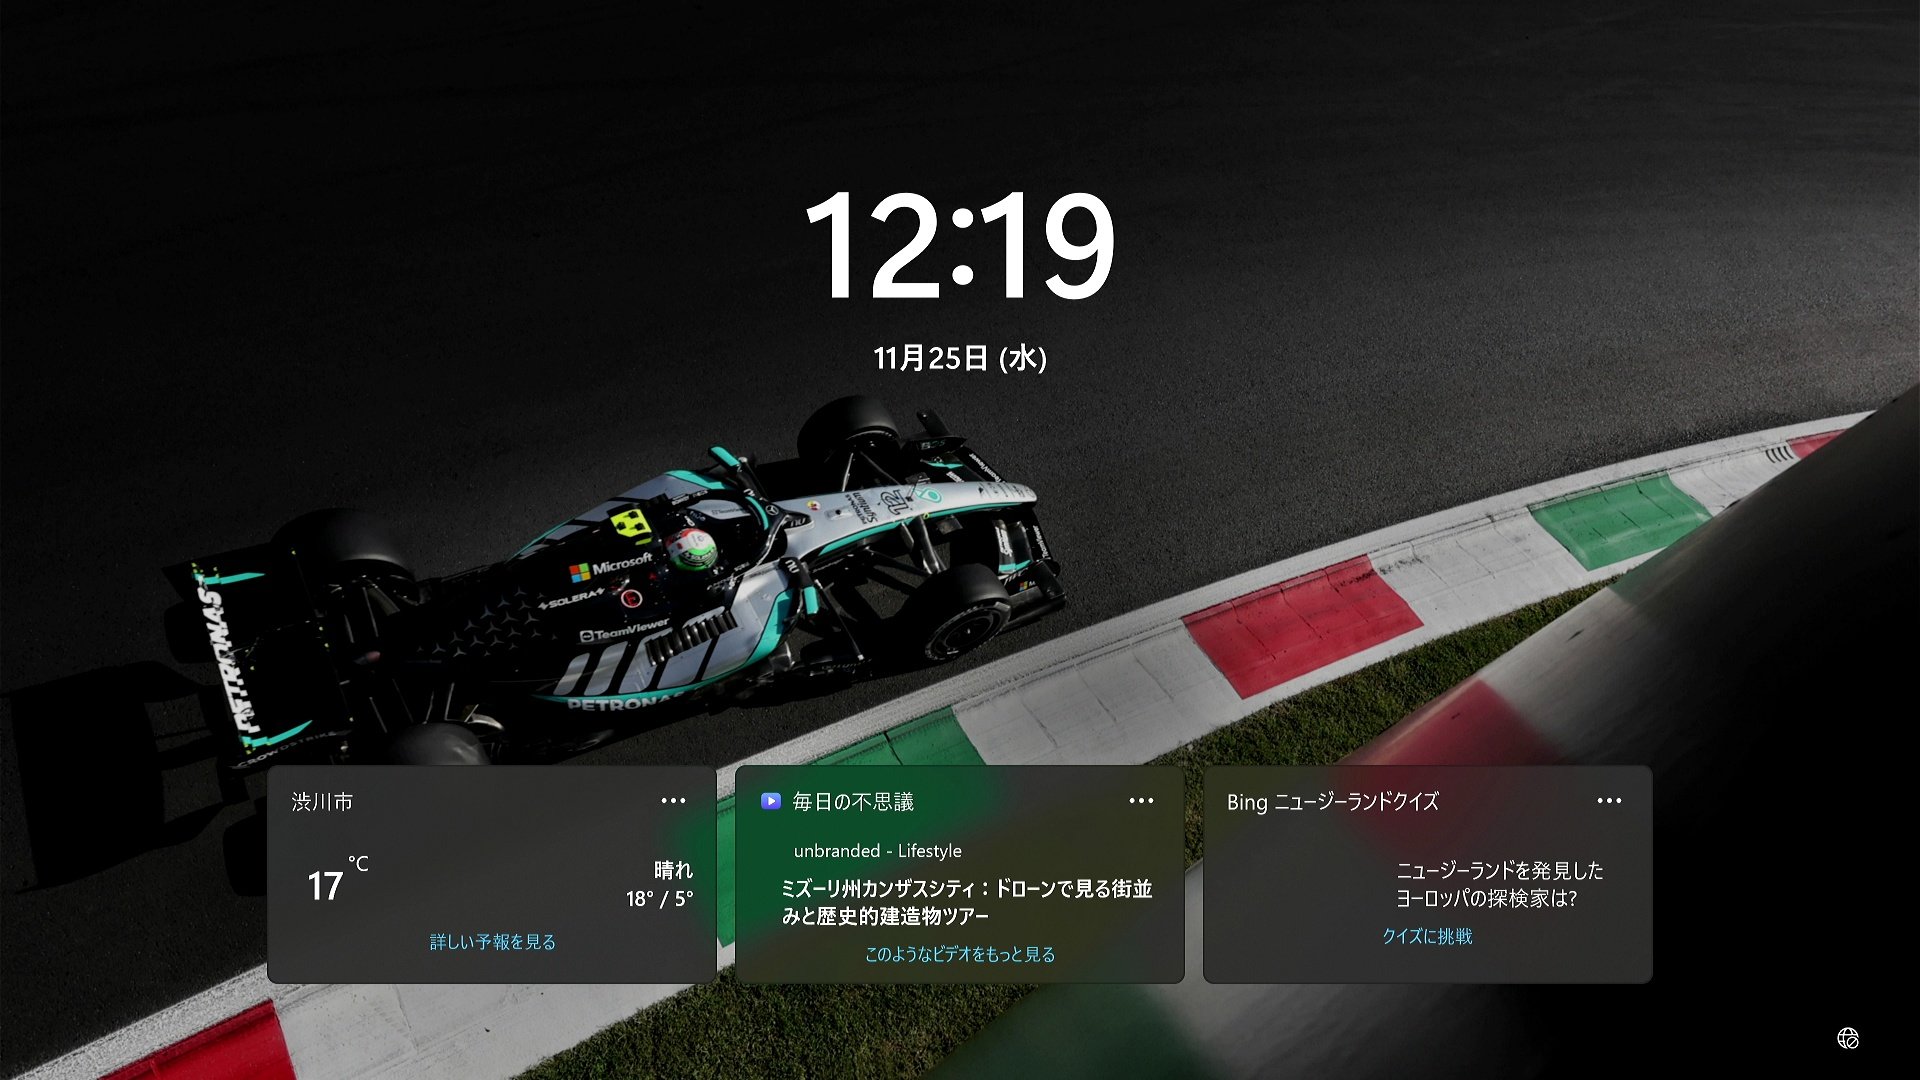 12:19
11月25日 (水)
12
PETRONAS
Syntium
TeamViewer
Microsoft
SOLERA
TeamViewer
PETRONAS
PETRONAS
CROWDSTRIKE
渋川市
17 °C
晴れ
18° / 5°
詳しい予報を見る
毎日の不思議
unbranded - Lifestyle
ミズーリ州カンザスシティ：ドローンで見る街並
みと歴史的建造物ツアー
このようなビデオをもっと見る
Bing ニュージーランドクイズ
ニュージーランドを発見した
ヨーロッパの探検家は?
クイズに挑戦